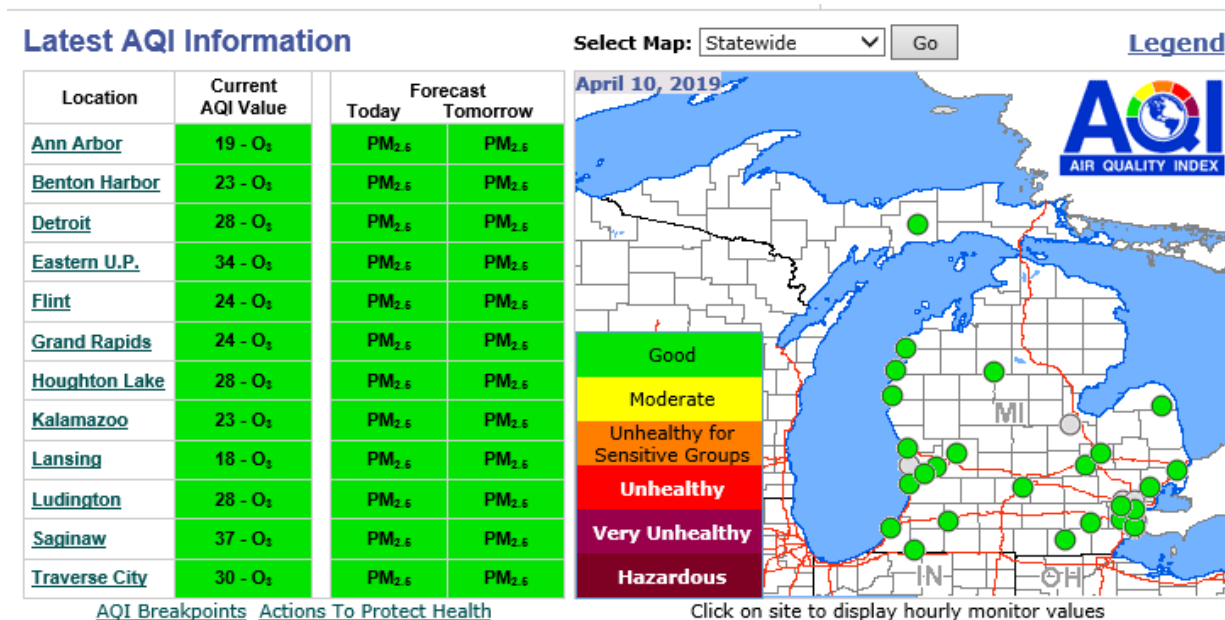 Latest AQI Information
Select Map: Statewide Go Legend
Location Current AQI Value Forecast Today Tomorrow
Ann Arbor 19 - O₃ PM₂.₅ PM₂.₅
Benton Harbor 23 - O₃ PM₂.₅ PM₂.₅
Detroit 28 - O₃ PM₂.₅ PM₂.₅
Eastern U.P. 34 - O₃ PM₂.₅ PM₂.₅
Flint 24 - O₃ PM₂.₅ PM₂.₅
Grand Rapids 24 - O₃ PM₂.₅ PM₂.₅
Houghton Lake 28 - O₃ PM₂.₅ PM₂.₅
Kalamazoo 23 - O₃ PM₂.₅ PM₂.₅
Lansing 18 - O₃ PM₂.₅ PM₂.₅
Ludington 28 - O₃ PM₂.₅ PM₂.₅
Saginaw 37 - O₃ PM₂.₅ PM₂.₅
Traverse City 30 - O₃ PM₂.₅ PM₂.₅
AQI Breakpoints Actions To Protect Health
April 10, 2019
AQI
AIR QUALITY INDEX
Good
Moderate
Unhealthy for
Sensitive Groups
Unhealthy
Very Unhealthy
Hazardous
MI
IN
OH
Click on site to display hourly monitor values